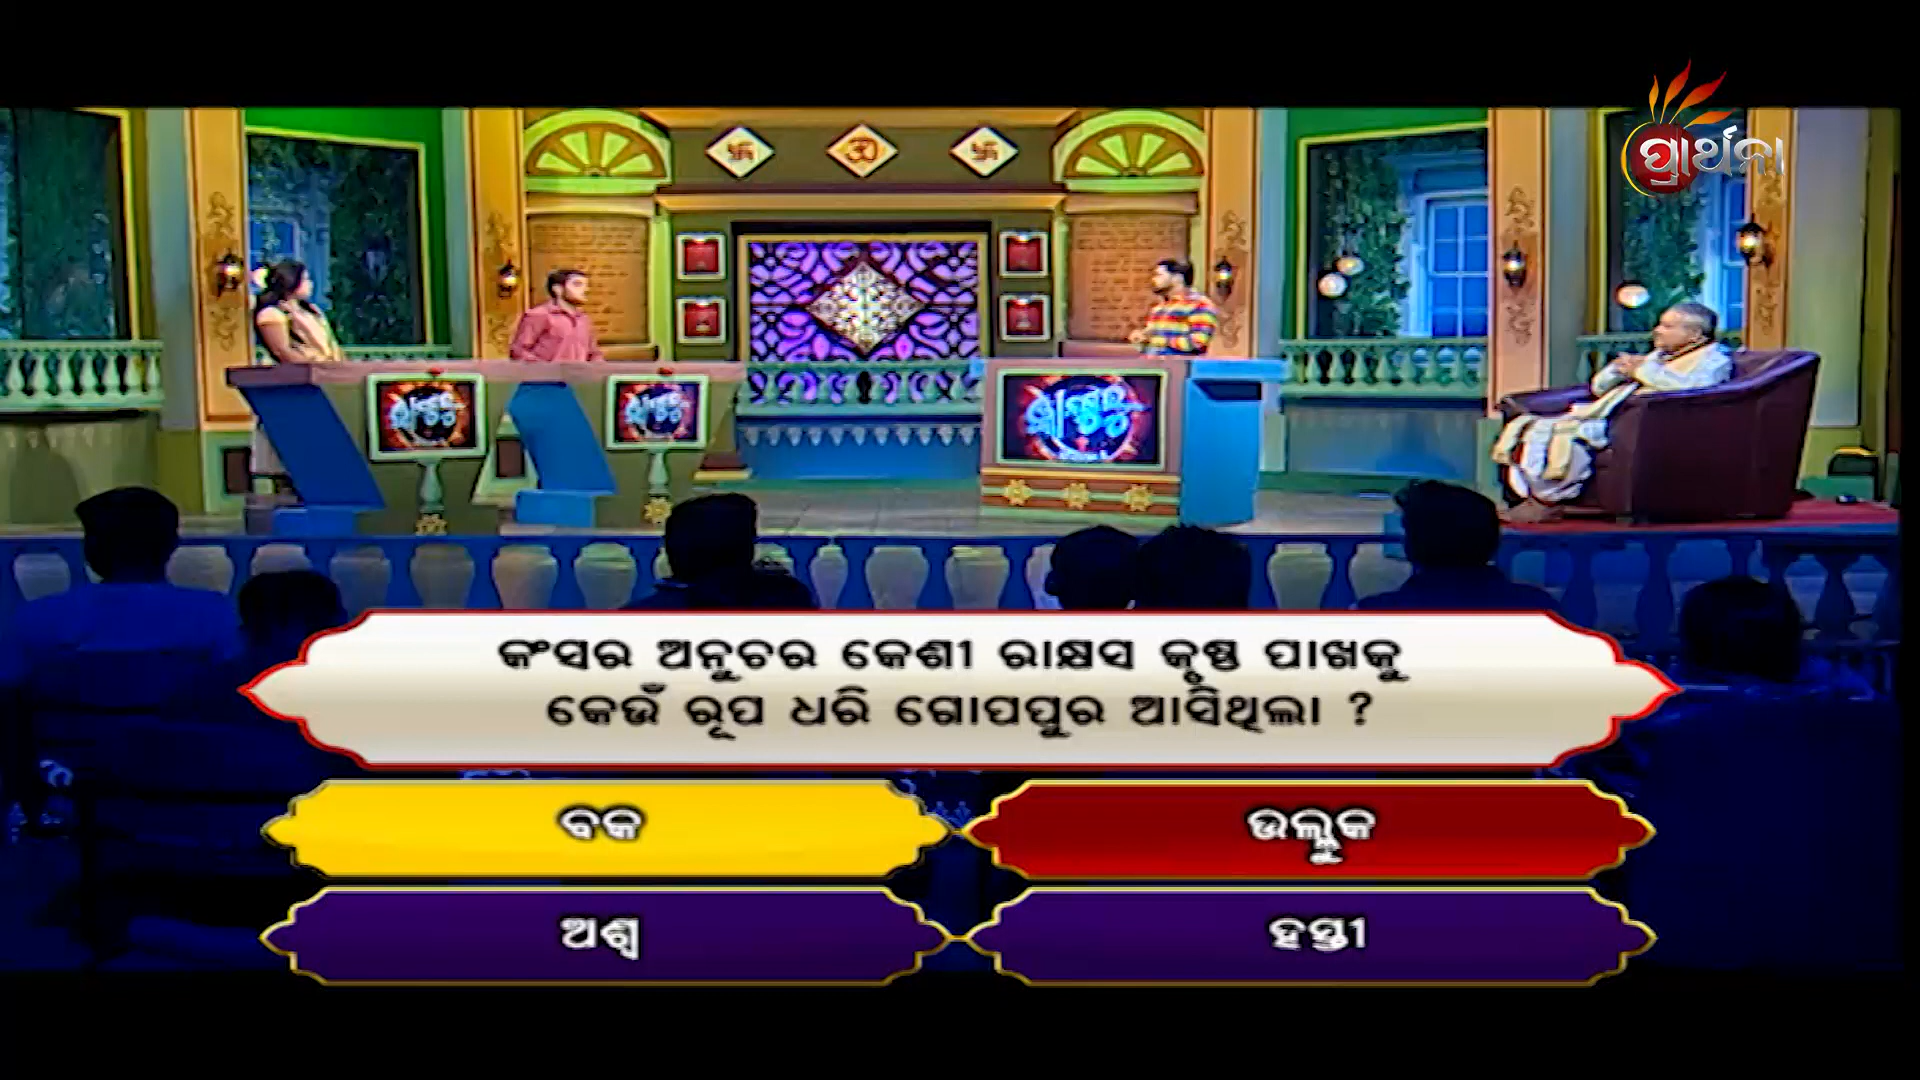 ପ୍ରାର୍ଥନା
କଂସର ଅନୁଚର କେଶୀ ରାକ୍ଷସ କୃଷ୍ଣ ପାଖକୁ
କେଉଁ ରୂପ ଧରି ଗୋପପୁର ଆସିଥିଲା ?
ବକ
ଉଲ୍ଲୁକ
ଅଶ୍ୱ
ହସ୍ତୀ